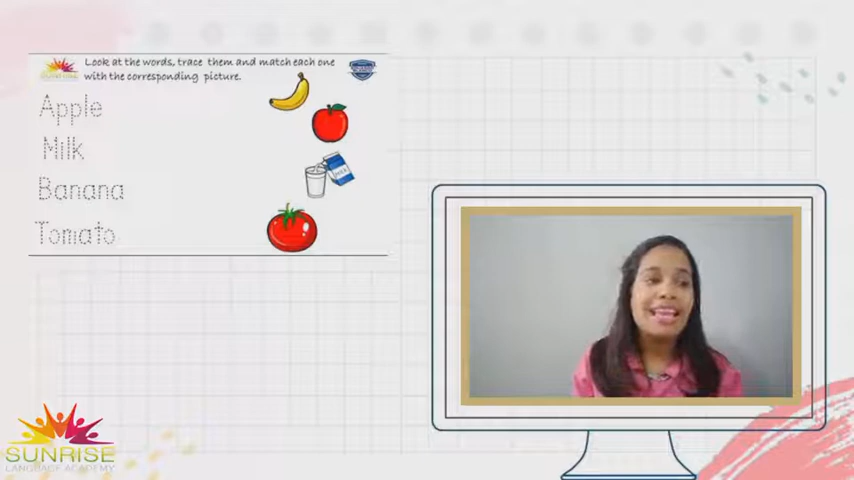 Look at the words, trace them and match each one
with the corresponding picture.
Apple
Milk
Banana
Tomato
MILK
SUNRISE
LANGUAGE ACADEMY